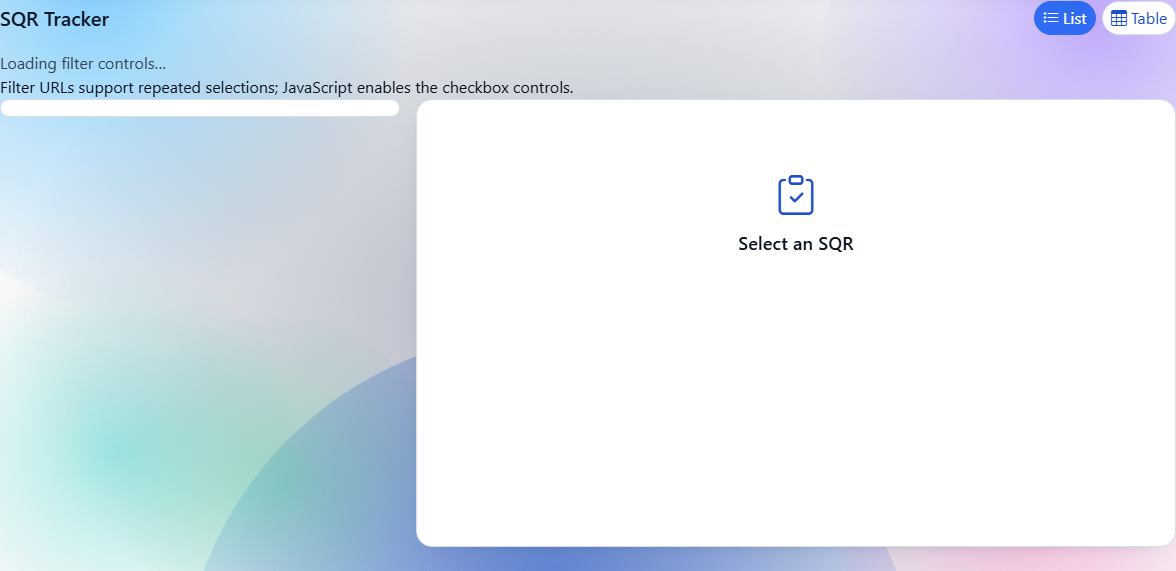 SQR Tracker
List
Table
Loading filter controls...
Filter URLs support repeated selections; JavaScript enables the checkbox controls.
Select an SQR